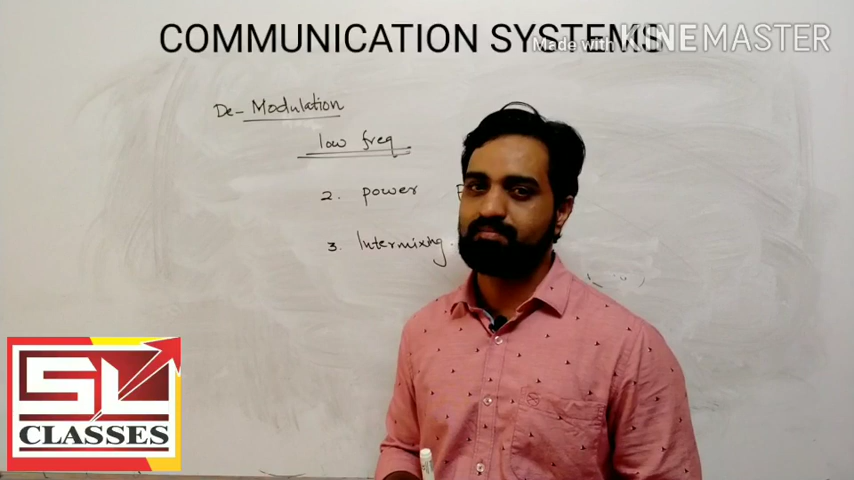 COMMUNICATION SYSTEMS
Made with KINEMASTER
De-Modulation
low freq
2. power P
3. Intermixing.
SL
CLASSES